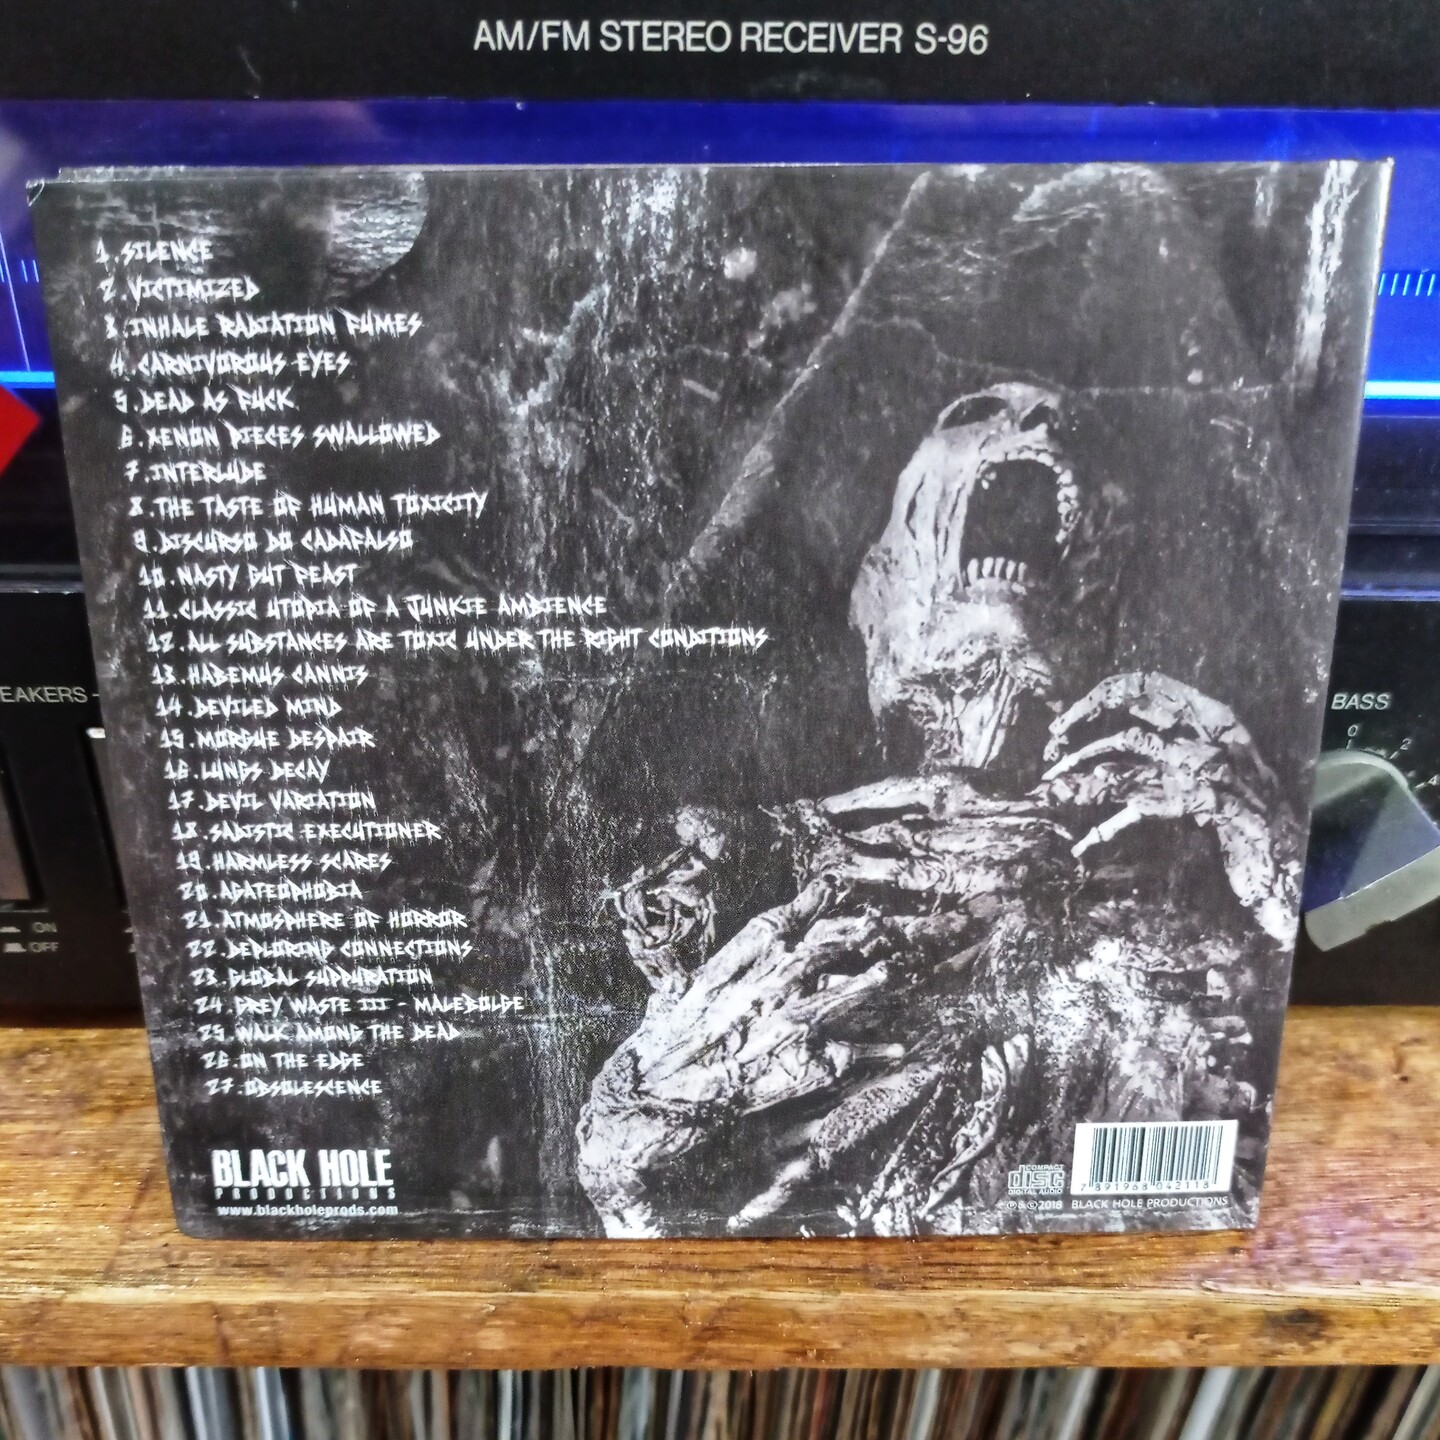 AM/FM STEREO RECEIVER S-96
1. SILENCE
2. VICTIMIZED
3. INHALE RADIATION FUMES
4. CARNIVOROUS EYES
5. DEAD AS FUCK
6. XENON PIECES SWALLOWED
7. INTERLUDE
8. THE TASTE OF HUMAN TOXICITY
9. DISCURSO DO CADAFALSO
10. NASTY GUT FEAST
11. CLASSIC UTOPIA OF A JUNKIE AMBIENCE
12. ALL SUBSTANCES ARE TOXIC UNDER THE RIGHT CONDITIONS
13. HABEMUS CANNIS
14. DEVILED MIND
15. MORGUE DESPAIR
16. LUNGS DECAY
17. DEVIL VARIATION
18. SADISTIC EXECUTIONER
19. HARMLESS SCARES
20. AGATEOPHOBIA
21. ATMOSPHERE OF HORROR
22. DEPLORING CONNECTIONS
23. GLOBAL SUPPURATION
24. GREY WASTE III - MALEBOLGE
25. WALK AMONG THE DEAD
26. ON THE EDGE
27. OBSOLESCENCE
BLACK HOLE
PRODUCTIONS
www.blackholeprods.com
COMPACT
disc
DIGITAL AUDIO
7 891968 042118
℗&©2018 BLACK HOLE PRODUCTIONS
EAKERS
ON
OFF
BASS
0
2
4